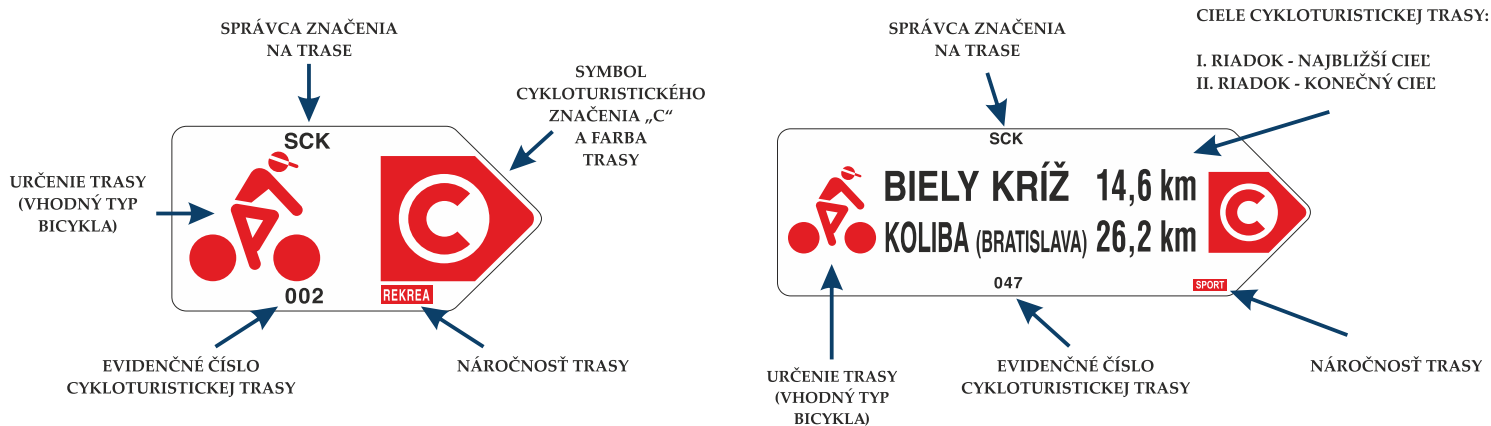 SPRÁVCA ZNAČENIA
NA TRASE
SYMBOL
CYKLOTURISTICKÉHO
ZNAČENIA „C“
A FARBA
TRASY
SCK
URČENIE TRASY
(VHODNÝ TYP
BICYKLA)
C
002
REKREA
EVIDENČNÉ ČÍSLO
CYKLOTURISTICKEJ TRASY
NÁROČNOSŤ TRASY
SPRÁVCA ZNAČENIA
NA TRASE
CIELE CYKLOTURISTICKEJ TRASY:
I. RIADOK - NAJBLIŽŠÍ CIEĽ
II. RIADOK - KONEČNÝ CIEĽ
SCK
BIELY KRÍŽ 14,6 km
KOLIBA (BRATISLAVA) 26,2 km
C
047
SPORT
URČENIE TRASY
(VHODNÝ TYP
BICYKLA)
EVIDENČNÉ ČÍSLO
CYKLOTURISTICKEJ TRASY
NÁROČNOSŤ TRASY